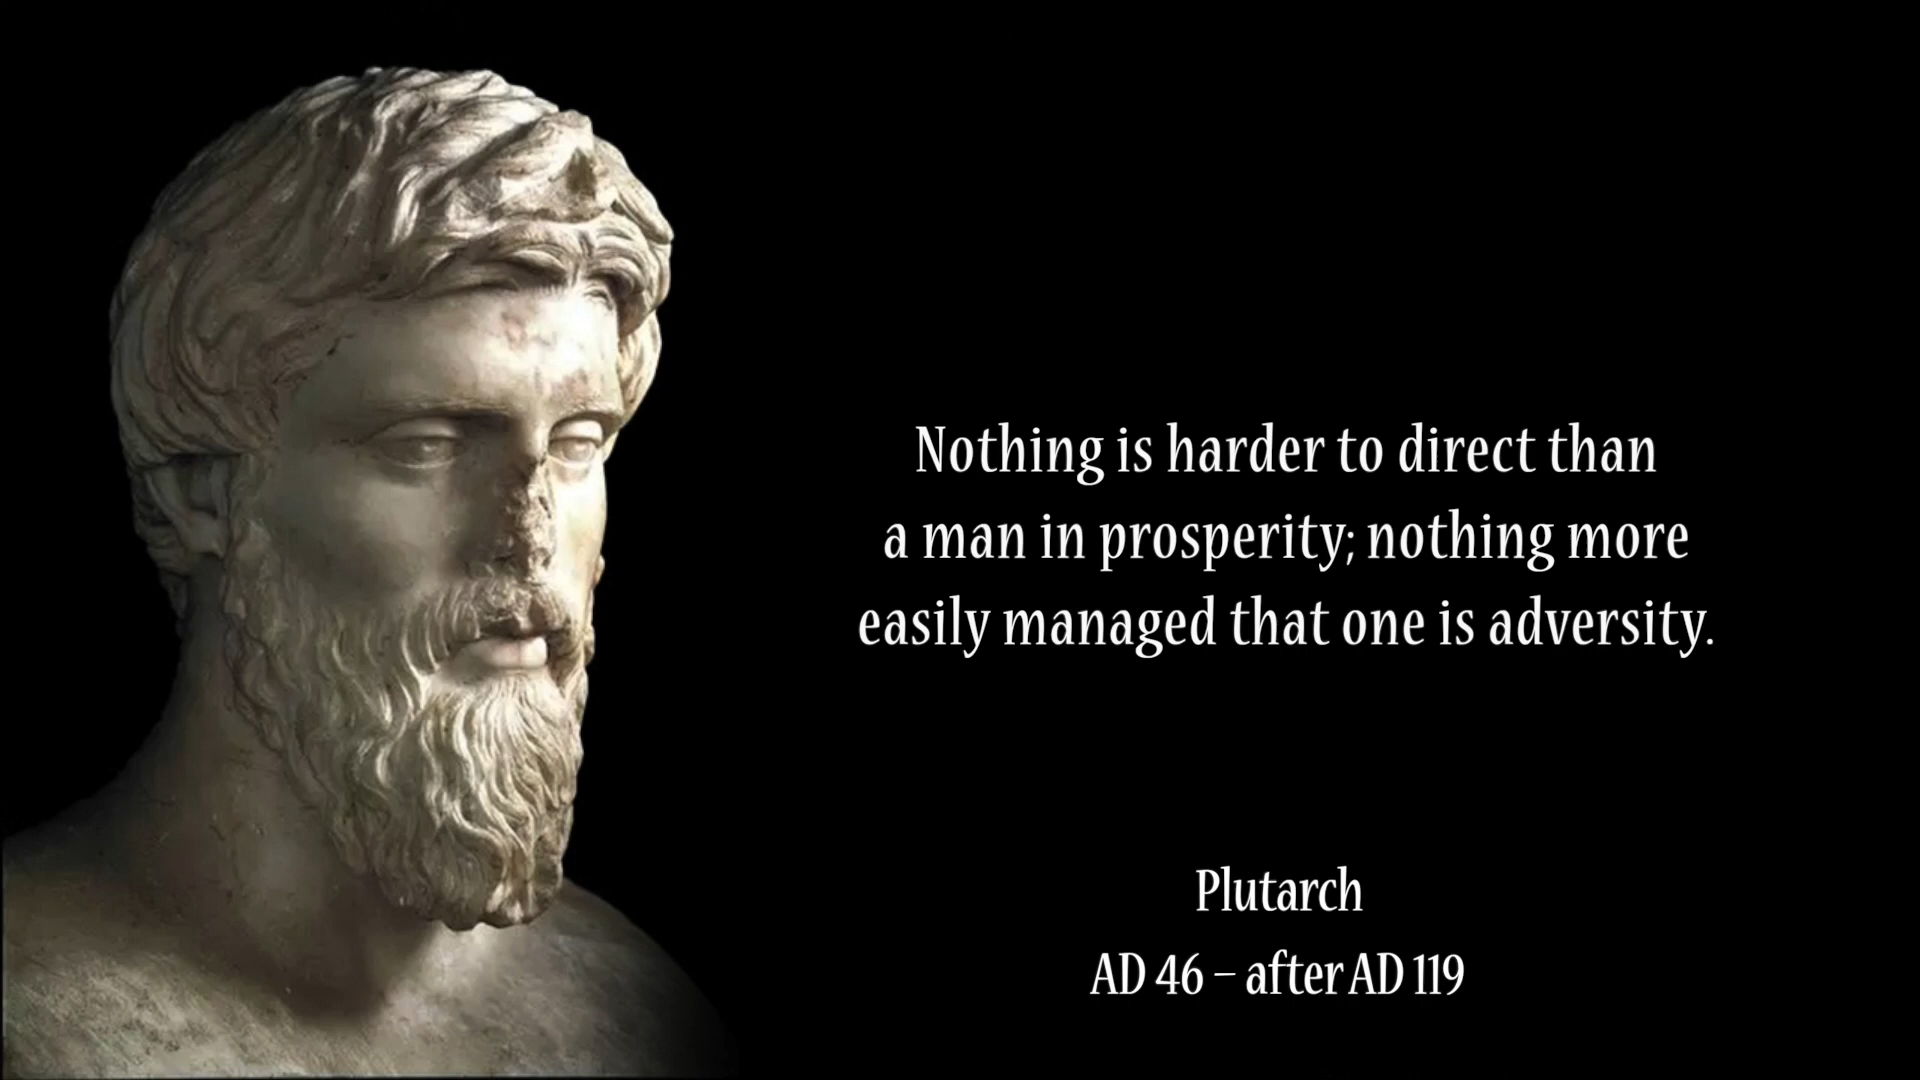 Nothing is harder to direct than
a man in prosperity; nothing more
easily managed that one is adversity.
Plutarch
AD 46 – after AD 119